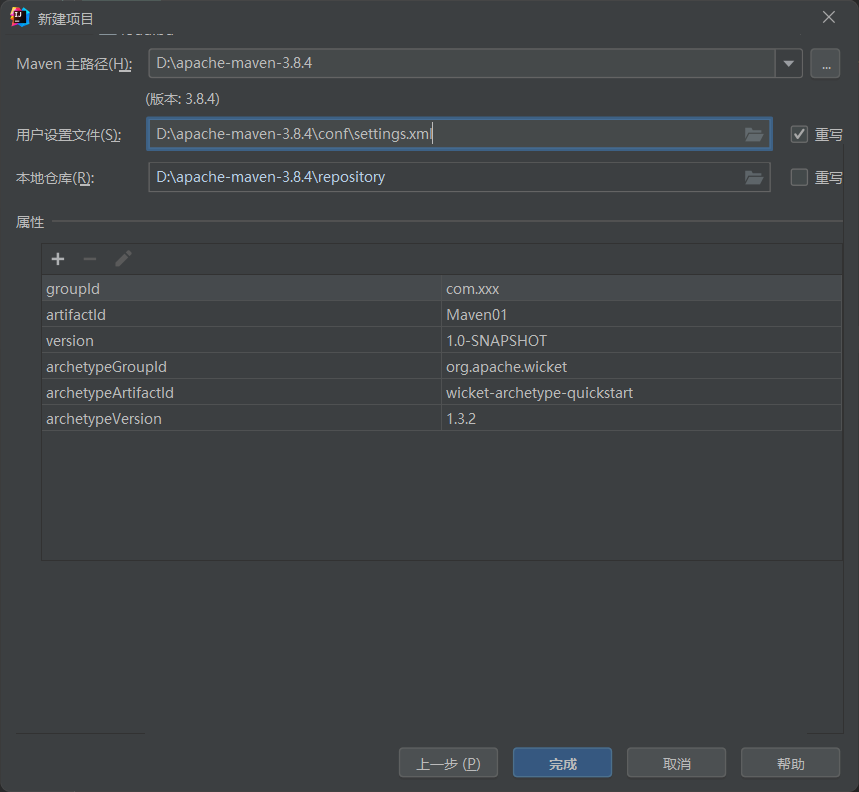 新建项目
Maven 主路径(H): D:\apache-maven-3.8.4 ...
(版本: 3.8.4)
用户设置文件(S): D:\apache-maven-3.8.4\conf\settings.xml 重写
本地仓库(R): D:\apache-maven-3.8.4\repository 重写
属性
groupId com.xxx
artifactId Maven01
version 1.0-SNAPSHOT
archetypeGroupId org.apache.wicket
archetypeArtifactId wicket-archetype-quickstart
archetypeVersion 1.3.2
上一步 (P) 完成 取消 帮助